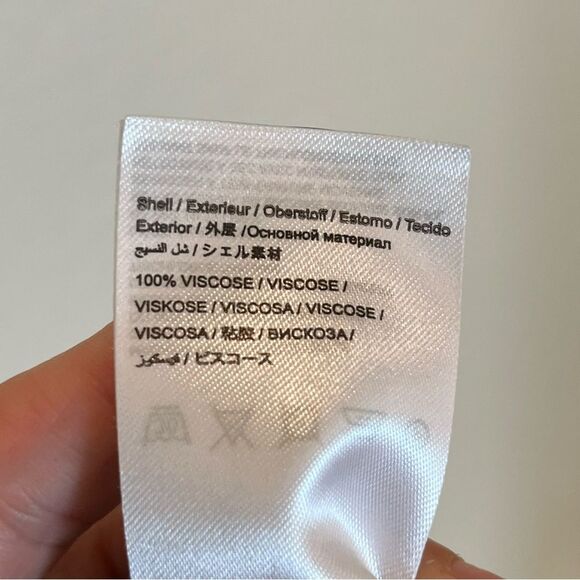 Shell / Exterieur / Oberstoff / Estorno / Tecido
Exterior / 外层 /Основной материал
شل النسيج / シェル素材
100% VISCOSE / VISCOSE /
VISKOSE / VISCOSA / VISCOSE /
VISCOSA / 粘胶 / ВИСКОЗА /
فيسكوز / ビスコース